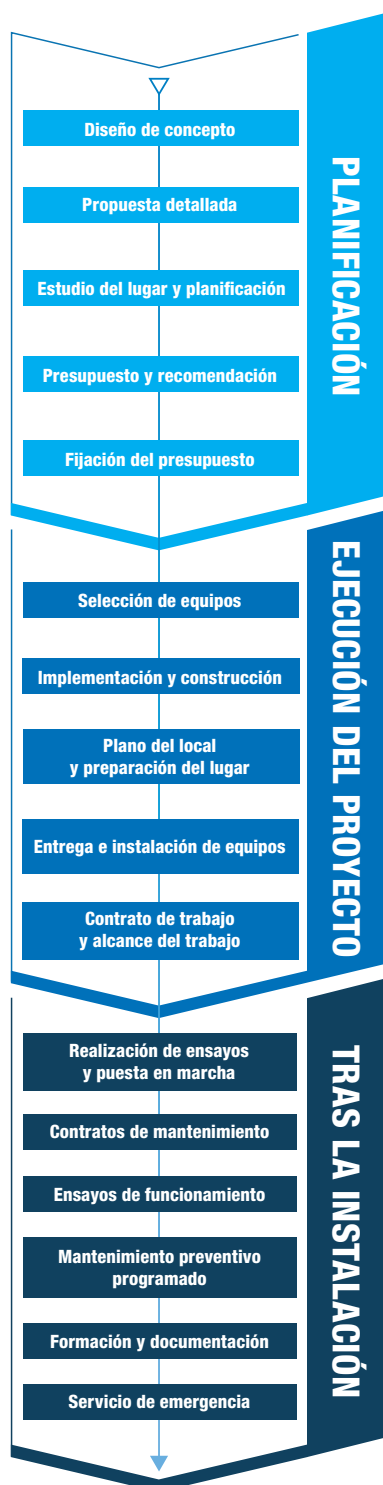 PLANIFICACIÓN
Diseño de concepto
Propuesta detallada
Estudio del lugar y planificación
Presupuesto y recomendación
Fijación del presupuesto
EJECUCIÓN DEL PROYECTO
Selección de equipos
Implementación y construcción
Plano del local
y preparación del lugar
Entrega e instalación de equipos
Contrato de trabajo
y alcance del trabajo
TRAS LA INSTALACIÓN
Realización de ensayos
y puesta en marcha
Contratos de mantenimiento
Ensayos de funcionamiento
Mantenimiento preventivo
programado
Formación y documentación
Servicio de emergencia